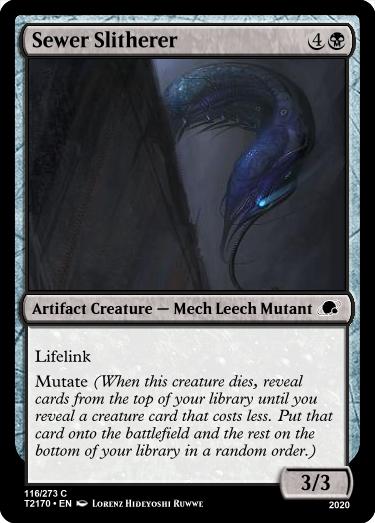 Sewer Slitherer 4
Artifact Creature — Mech Leech Mutant
Lifelink
Mutate (When this creature dies, reveal
cards from the top of your library until you
reveal a creature card that costs less. Put that
card onto the battlefield and the rest on the
bottom of your library in a random order.)
3/3
116/273 C
T2170 • EN Lorenz Hideyoshi Ruwwe
2020